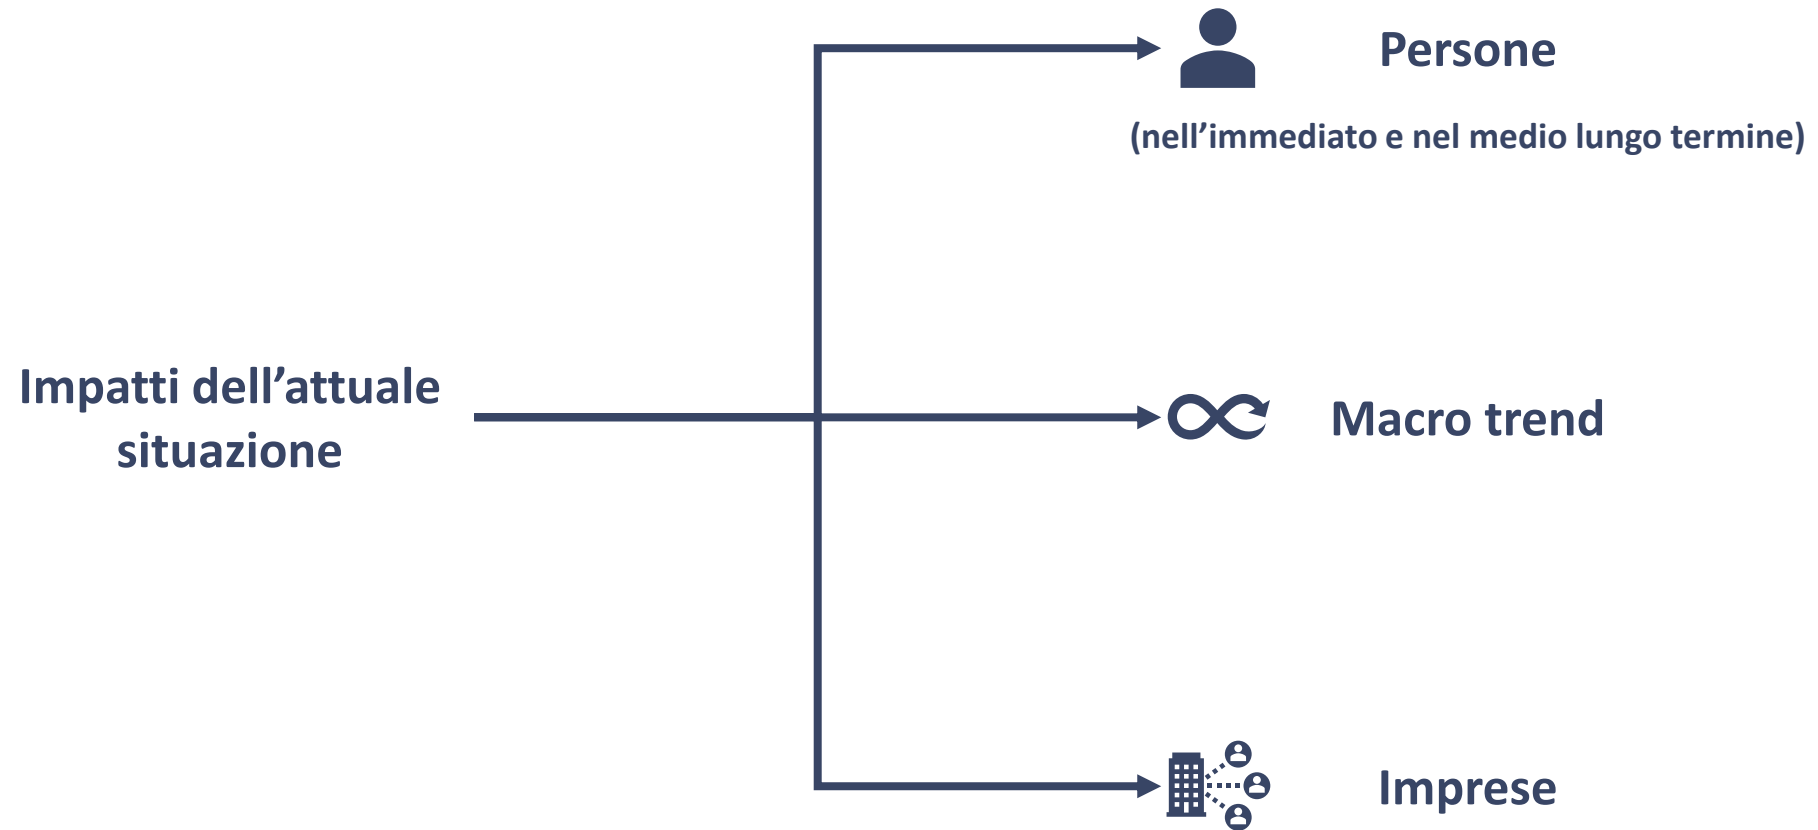 Persone
(nell’immediato e nel medio lungo termine)
Impatti dell’attuale
situazione
Macro trend
Imprese